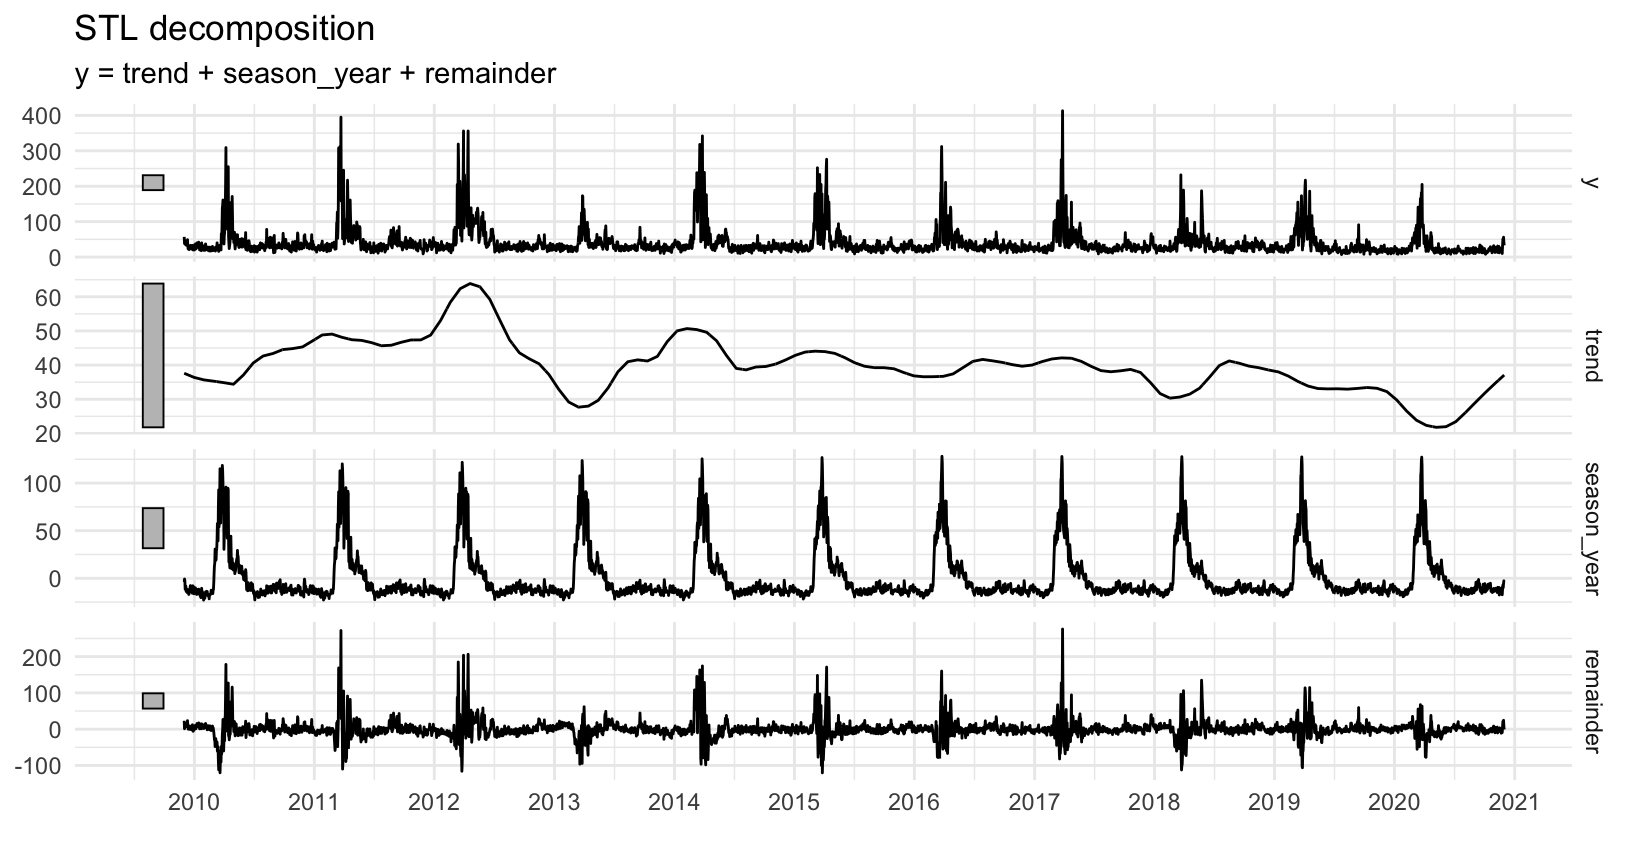 STL decomposition
y = trend + season_year + remainder
400
300
200
100
0
y
60
50
40
30
20
trend
100
50
0
season_year
200
100
0
-100
remainder
2010 2011 2012 2013 2014 2015 2016 2017 2018 2019 2020 2021